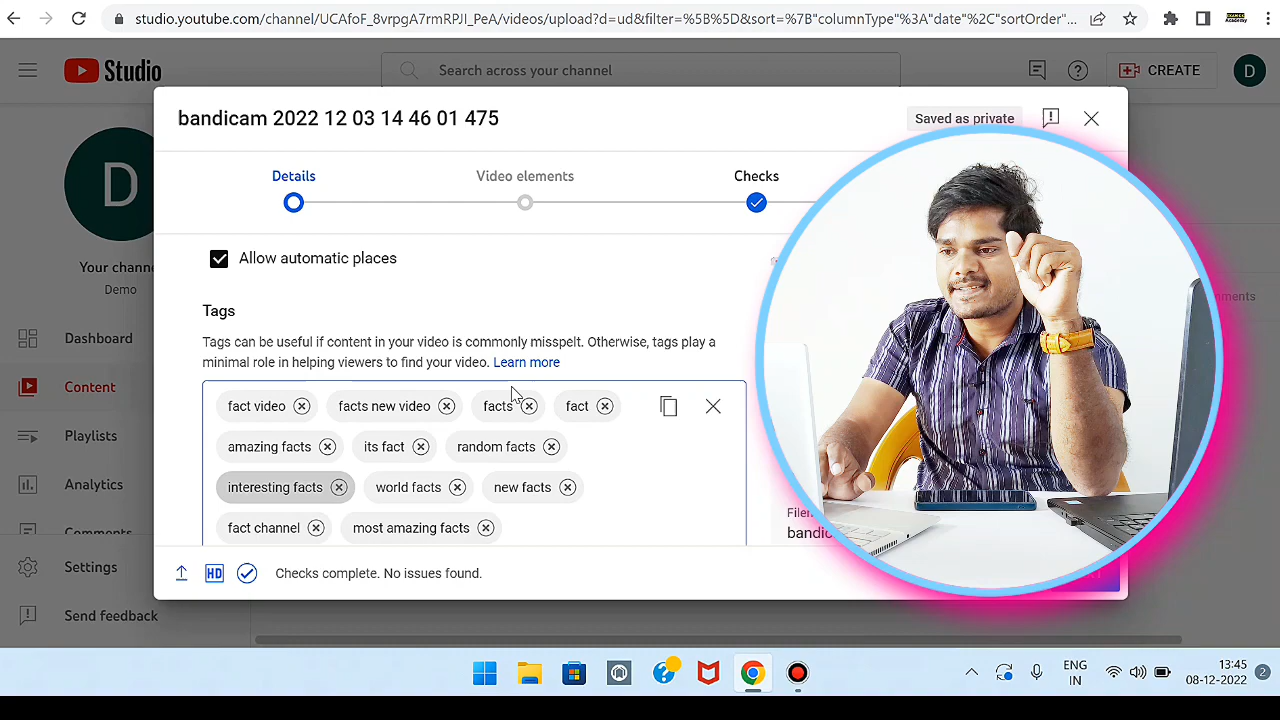 studio.youtube.com/channel/UCAfoF_8vrpgA7rmRPJI_PeA/videos/upload?d=ud&filter=%5B%5D&sort=%7B"columnType"%3A"date"%2C"sortOrder"...
Studio
Search across your channel
CREATE
D
bandicam 2022 12 03 14 46 01 475
Saved as private
D
Details
Video elements
Checks
Your chann
Demo
Allow automatic places
Tags
Tags can be useful if content in your video is commonly misspelt. Otherwise, tags play a
minimal role in helping viewers to find your video. Learn more
fact video
facts new video
facts
fact
amazing facts
its fact
random facts
interesting facts
world facts
new facts
fact channel
most amazing facts
Dashboard
Content
Playlists
Analytics
Comments
Settings
Send feedback
ments
Filen
bandic
HD
Checks complete. No issues found.
ENG
IN
13:45
08-12-2022
2